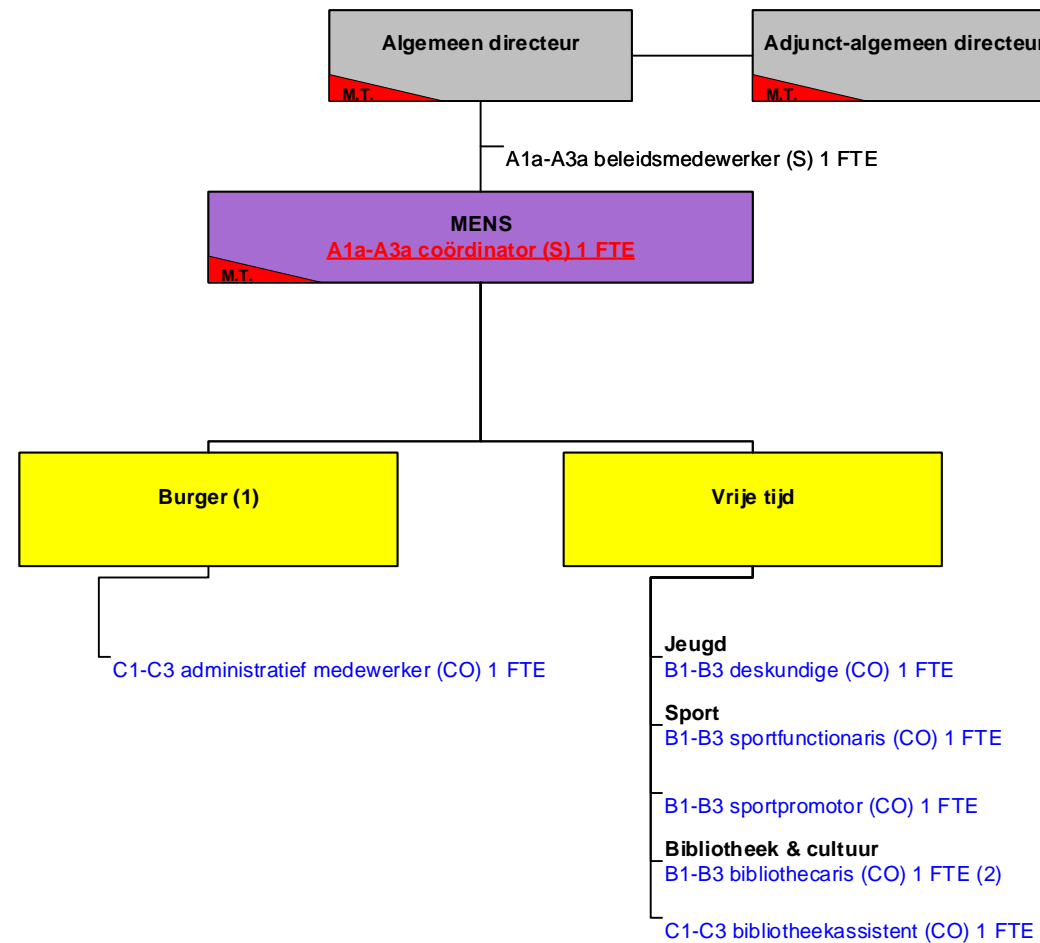 Algemeen directeur
M.T.
Adjunct-algemeen directeur
M.T.
A1a-A3a beleidsmedewerker (S) 1 FTE
MENS
A1a-A3a coördinator (S) 1 FTE
M.T.
Burger (1)
C1-C3 administratief medewerker (CO) 1 FTE
Vrije tijd
Jeugd
B1-B3 deskundige (CO) 1 FTE
Sport
B1-B3 sportfunctionaris (CO) 1 FTE
B1-B3 sportpromotor (CO) 1 FTE
Bibliotheek & cultuur
B1-B3 bibliothecaris (CO) 1 FTE (2)
C1-C3 bibliotheekassistent (CO) 1 FTE